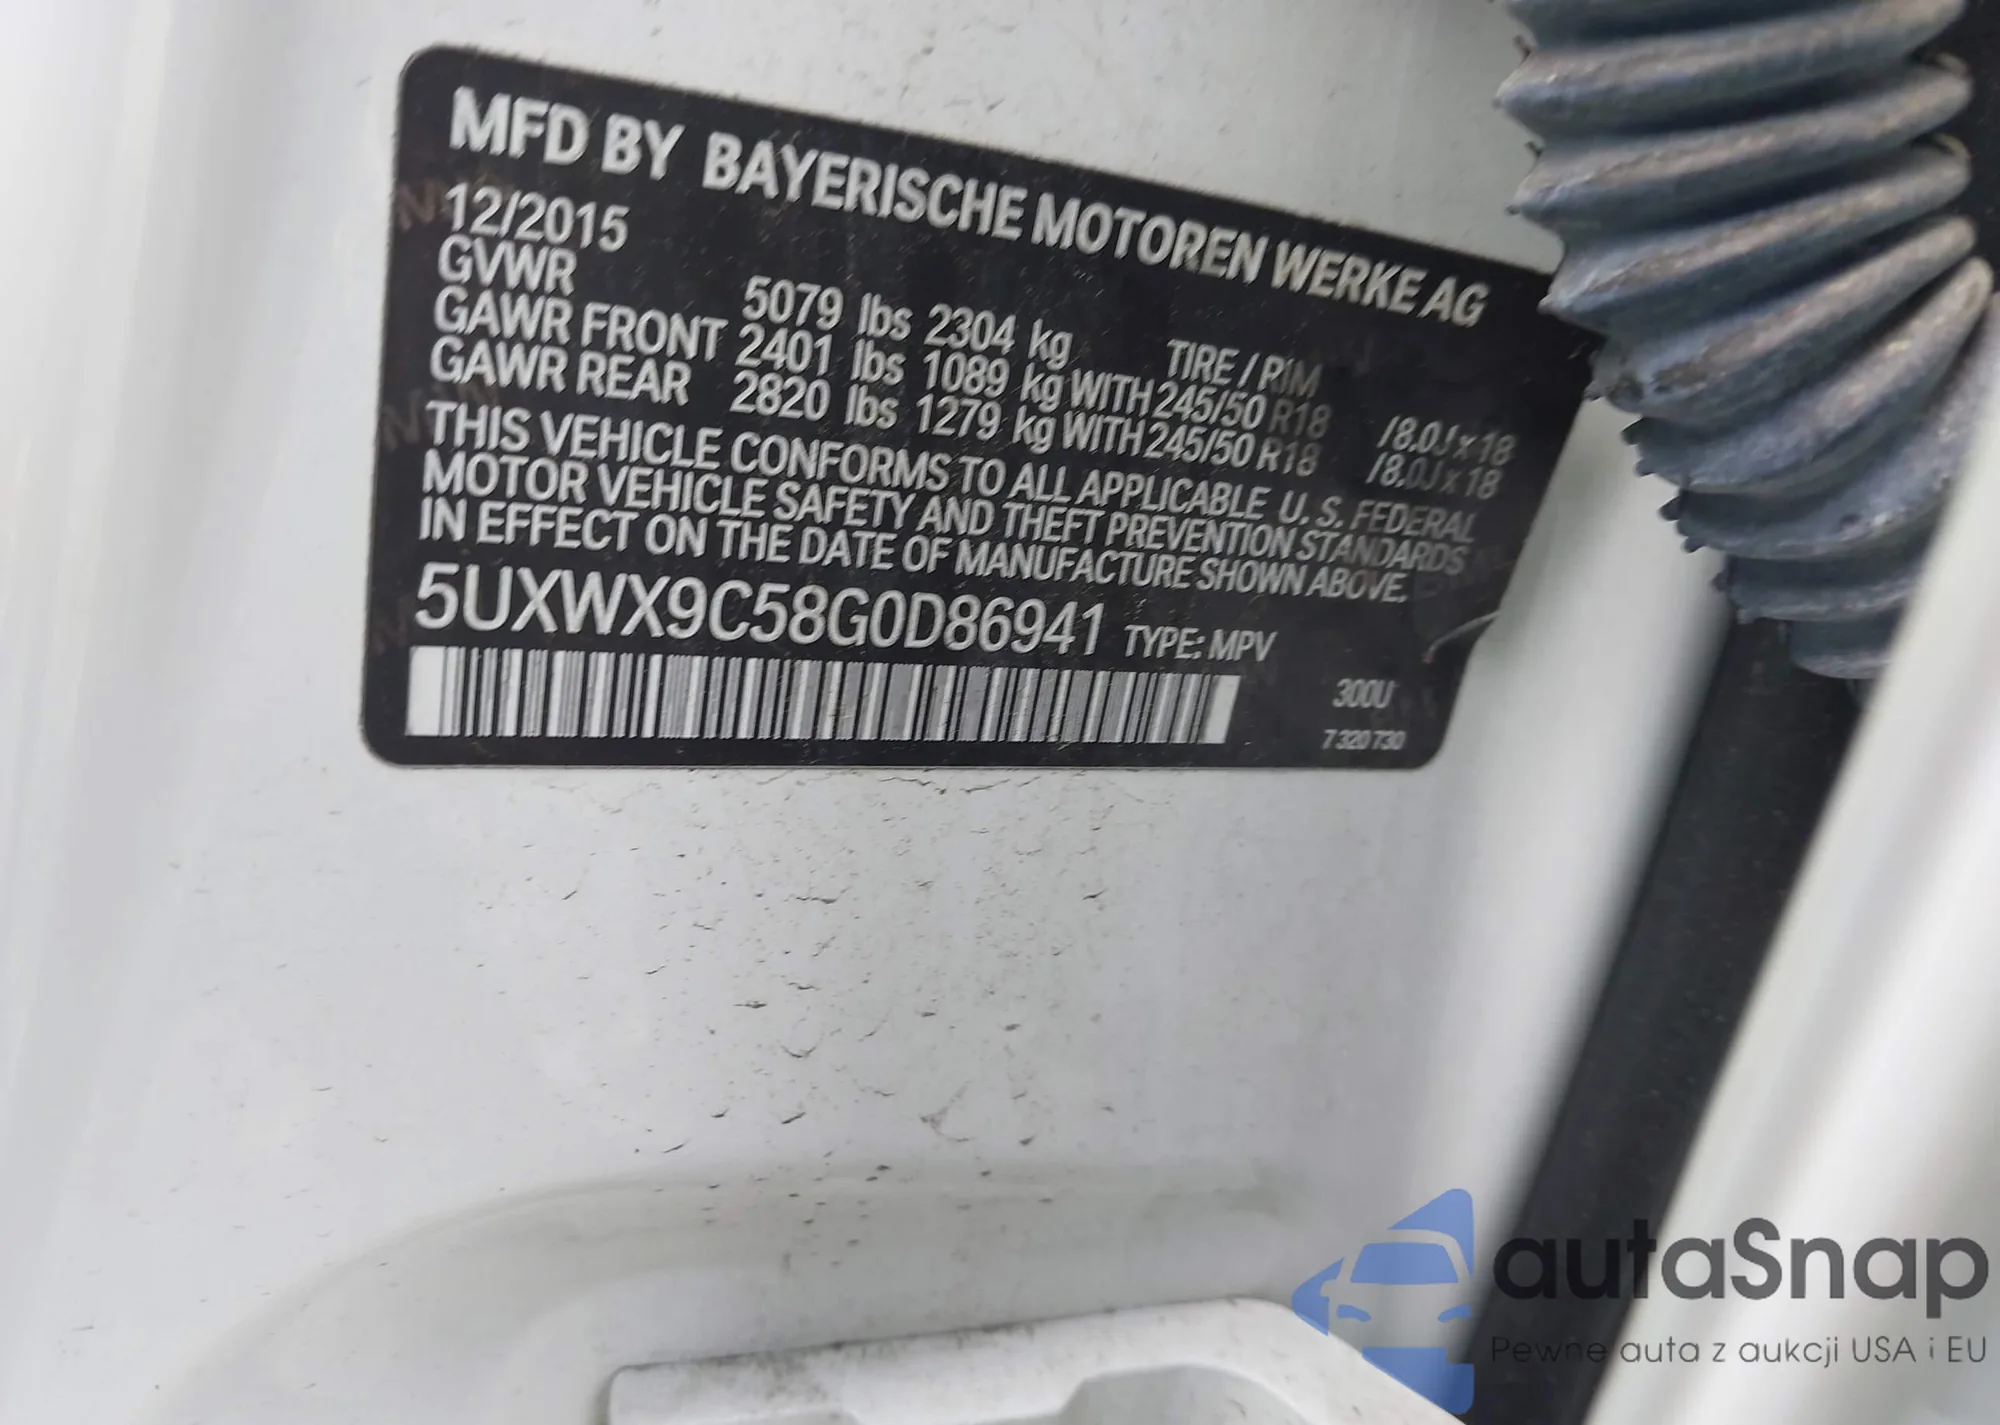 MFD BY BAYERISCHE MOTOREN WERKE AG
12/2015
GVWR 5079 lbs 2304 kg TIRE / RIM
GAWR FRONT 2401 lbs 1089 kg WITH 245/50 R18 /8.0J x 18
GAWR REAR 2820 lbs 1279 kg WITH 245/50 R18 /8.0J x 18
THIS VEHICLE CONFORMS TO ALL APPLICABLE U. S. FEDERAL
MOTOR VEHICLE SAFETY AND THEFT PREVENTION STANDARDS
IN EFFECT ON THE DATE OF MANUFACTURE SHOWN ABOVE.
5UXWX9C58G0D86941 TYPE: MPV
300U
7 320 730
autaSnap
Pewne auta z aukcji USA i EU